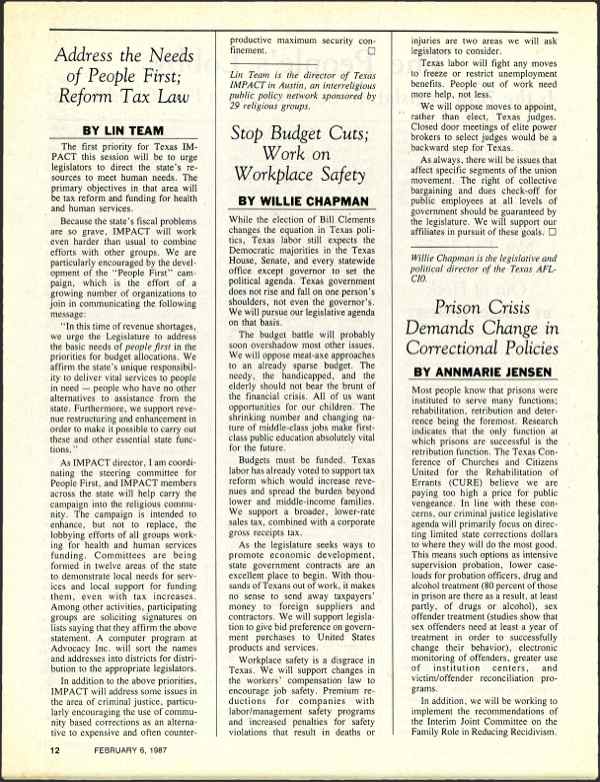 Address the Needs
of People First;
Reform Tax Law
BY LIN TEAM
The first priority for Texas IM-
PACT this session will be to urge
legislators to direct the state's re-
sources to meet human needs. The
primary objectives in that area will
be tax reform and funding for health
and human services.
Because the state's fiscal problems
are so grave, IMPACT will work
even harder than usual to combine
efforts with other groups. We are
particularly encouraged by the devel-
opment of the "People First" cam-
paign, which is the effort of a
growing number of organizations to
join in communicating the following
message:
"In this time of revenue shortages,
we urge the Legislature to address
the basic needs of people first in the
priorities for budget allocations. We
affirm the state's unique responsibil-
ity to deliver vital services to people
in need — people who have no other
alternatives to assistance from the
state. Furthermore, we support reve-
nue restructuring and enhancement in
order to make it possible to carry out
these and other essential state func-
tions."
As IMPACT director, I am coordi-
nating the steering committee for
People First, and IMPACT members
across the state will help carry the
campaign into the religious commu-
nity. The campaign is intended to
enhance, but not to replace, the
lobbying efforts of all groups work-
ing for health and human services
funding. Committees are being
formed in twelve areas of the state
to demonstrate local needs for serv-
ices and local support for funding
them, even with tax increases.
Among other activities, participating
groups are soliciting signatures on
lists saying that they affirm the above
statement. A computer program at
Advocacy Inc. will sort the names
and addresses into districts for distri-
bution to the appropriate legislators.
In addition to the above priorities,
IMPACT will address some issues in
the area of criminal justice, particu-
larly encouraging the use of commu-
nity based corrections as an alterna-
tive to expensive and often counter-
productive maximum security con-
finement. □
Lin Team is the director of Texas
IMPACT in Austin, an interreligious
public policy network sponsored by
29 religious groups.
Stop Budget Cuts;
Work on
Workplace Safety
BY WILLIE CHAPMAN
While the election of Bill Clements
changes the equation in Texas poli-
tics, Texas labor still expects the
Democratic majorities in the Texas
House, Senate, and every statewide
office except governor to set the
political agenda. Texas government
does not rise and fall on one person's
shoulders, not even the governor's.
We will pursue our legislative agenda
on that basis.
The budget battle will probably
soon overshadow most other issues.
We will oppose meat-axe approaches
to an already sparse budget. The
needy, the handicapped, and the
elderly should not bear the brunt of
the financial crisis. All of us want
opportunities for our children. The
shrinking number and changing na-
ture of middle-class jobs make first-
class public education absolutely vital
for the future.
Budgets must be funded. Texas
labor has already voted to support tax
reform which would increase reve-
nues and spread the burden beyond
lower and middle-income families.
We support a broader, lower-rate
sales tax, combined with a corporate
gross receipts tax.
As the legislature seeks ways to
promote economic development,
state government contracts are an
excellent place to begin. With thou-
sands of Texans out of work, it makes
no sense to send away taxpayers'
money to foreign suppliers and
contractors. We will support legisla-
tion to give bid preference on govern-
ment purchases to United States
products and services.
Workplace safety is a disgrace in
Texas. We will support changes in
the workers' compensation law to
encourage job safety. Premium re-
ductions for companies with
labor/management safety programs
and increased penalties for safety
violations that result in deaths or
injuries are two areas we will ask
legislators to consider.
Texas labor will fight any moves
to freeze or restrict unemployment
benefits. People out of work need
more help, not less.
We will oppose moves to appoint,
rather than elect, Texas judges.
Closed door meetings of elite power
brokers to select judges would be a
backward step for Texas.
As always, there will be issues that
affect specific segments of the union
movement. The right of collective
bargaining and dues check-off for
public employees at all levels of
government should be guaranteed by
the legislature. We will support our
affiliates in pursuit of these goals. □
Willie Chapman is the legislative and
political director of the Texas AFL-
CIO.
Prison Crisis
Demands Change in
Correctional Policies
BY ANNMARIE JENSEN
Most people know that prisons were
instituted to serve many functions;
rehabilitation, retribution and deter-
rence being the foremost. Research
indicates that the only function at
which prisons are successful is the
retribution function. The Texas Con-
ference of Churches and Citizens
United for the Rehabilitation of
Errants (CURE) believe we are
paying too high a price for public
vengeance. In line with these con-
cerns, our criminal justice legislative
agenda will primarily focus on direc-
ting limited state corrections dollars
to where they will do the most good.
This means such options as intensive
supervision probation, lower case-
loads for probation officers, drug and
alcohol treatment (80 percent of those
in prison are there as a result, at least
partly, of drugs or alcohol), sex
offender treatment (studies show that
sex offenders need at least a year of
treatment in order to successfully
change their behavior), electronic
monitoring of offenders, greater use
of institution centers, and
victim/offender reconciliation pro-
grams.
In addition, we will be working to
implement the recommendations of
the Interim Joint Committee on the
Family Role in Reducing Recidivism.
12 FEBRUARY 6, 1987